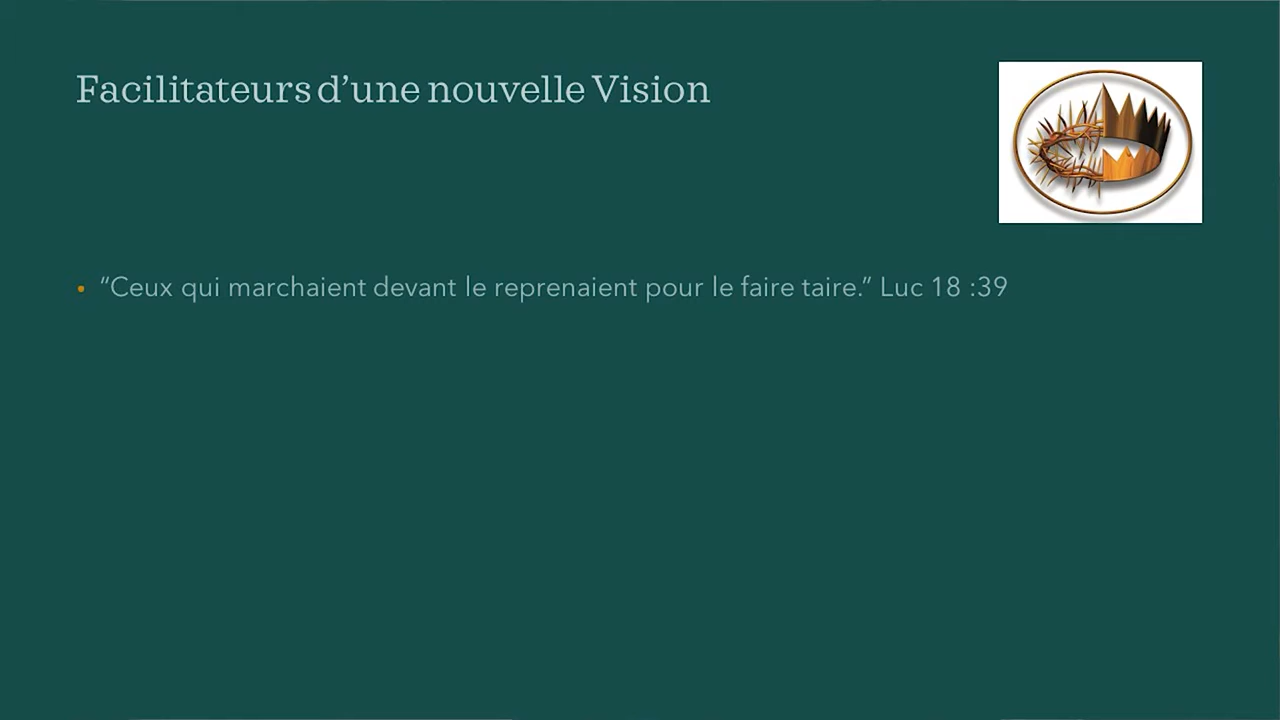 Facilitateurs d’une nouvelle Vision
• “Ceux qui marchaient devant le reprenaient pour le faire taire.” Luc 18 :39